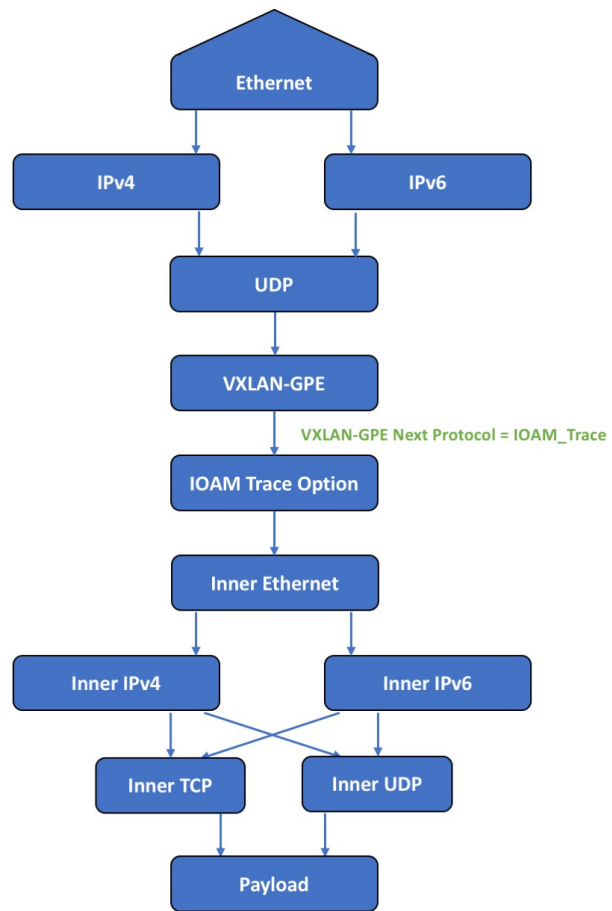 Ethernet
IPv4
IPv6
UDP
VXLAN-GPE
VXLAN-GPE Next Protocol = IOAM_Trace
IOAM Trace Option
Inner Ethernet
Inner IPv4
Inner IPv6
Inner TCP
Inner UDP
Payload